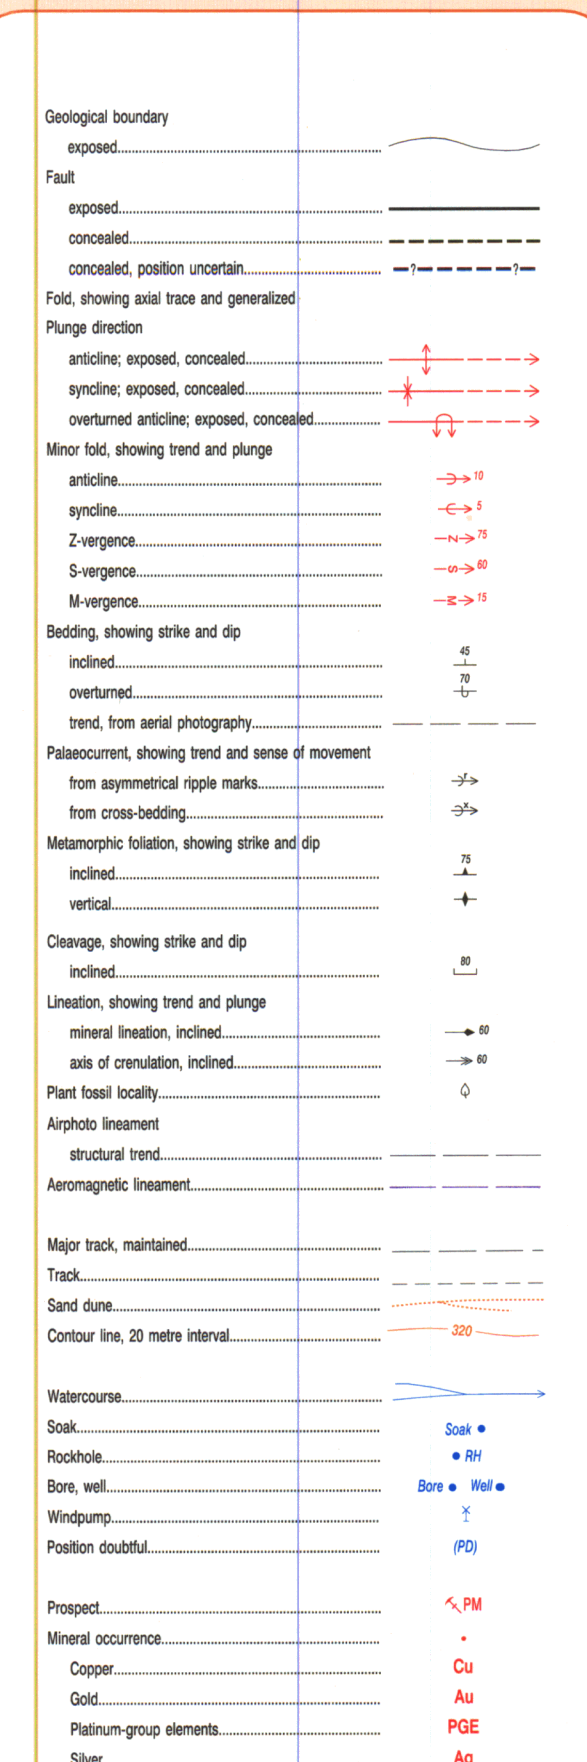 Geological boundary
exposed
Fault
exposed
concealed
concealed, position uncertain ? ?
Fold, showing axial trace and generalized
Plunge direction
anticline; exposed, concealed
syncline; exposed, concealed
overturned anticline; exposed, concealed
Minor fold, showing trend and plunge
anticline 10
syncline 5
Z-vergence Z 75
S-vergence S 60
M-vergence M 15
Bedding, showing strike and dip
inclined 45
overturned 70
trend, from aerial photography
Palaeocurrent, showing trend and sense of movement
from asymmetrical ripple marks r
from cross-bedding x
Metamorphic foliation, showing strike and dip
inclined 75
vertical
Cleavage, showing strike and dip
inclined 80
Lineation, showing trend and plunge
mineral lineation, inclined 60
axis of crenulation, inclined 60
Plant fossil locality
Airphoto lineament
structural trend
Aeromagnetic lineament
Major track, maintained
Track
Sand dune
Contour line, 20 metre interval 320
Watercourse
Soak Soak
Rockhole RH
Bore, well Bore Well
Windpump
Position doubtful (PD)
Prospect PM
Mineral occurrence
Copper Cu
Gold Au
Platinum-group elements PGE
Silver Ag